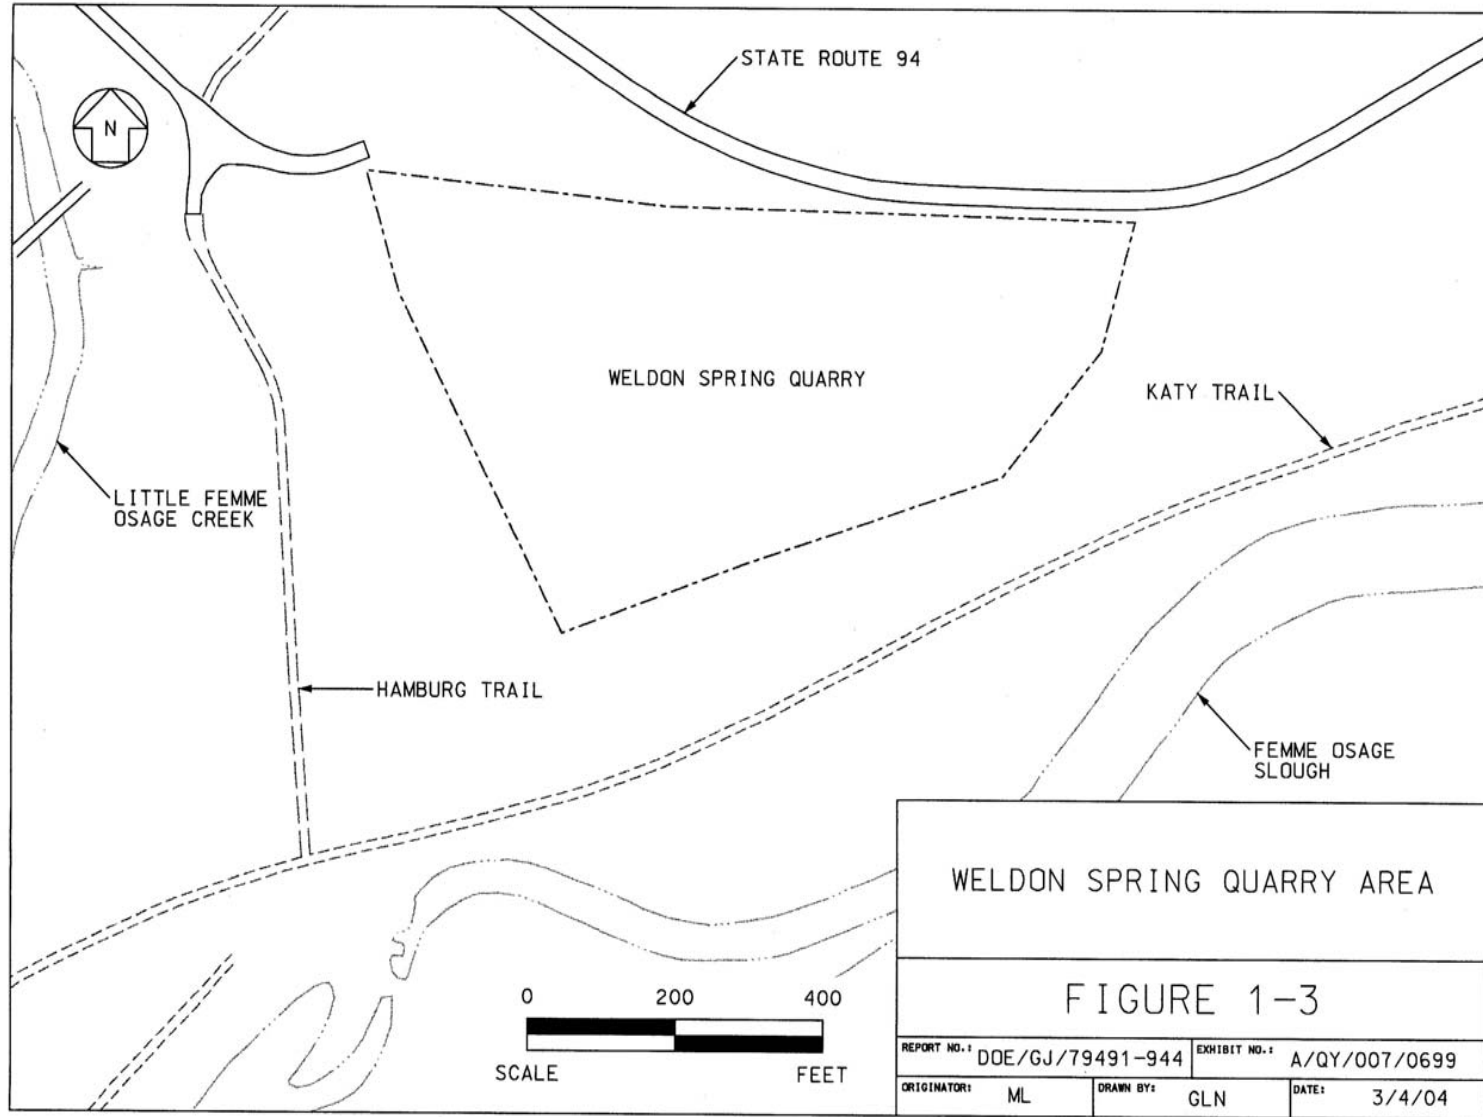 STATE ROUTE 94
N
WELDON SPRING QUARRY
KATY TRAIL
LITTLE FEMME
OSAGE CREEK
HAMBURG TRAIL
FEMME OSAGE
SLOUGH
WELDON SPRING QUARRY AREA
0 200 400
SCALE FEET
FIGURE 1-3
REPORT NO.: DOE/GJ/79491-944 EXHIBIT NO.: A/QY/007/0699
ORIGINATOR: ML DRAWN BY: GLN DATE: 3/4/04